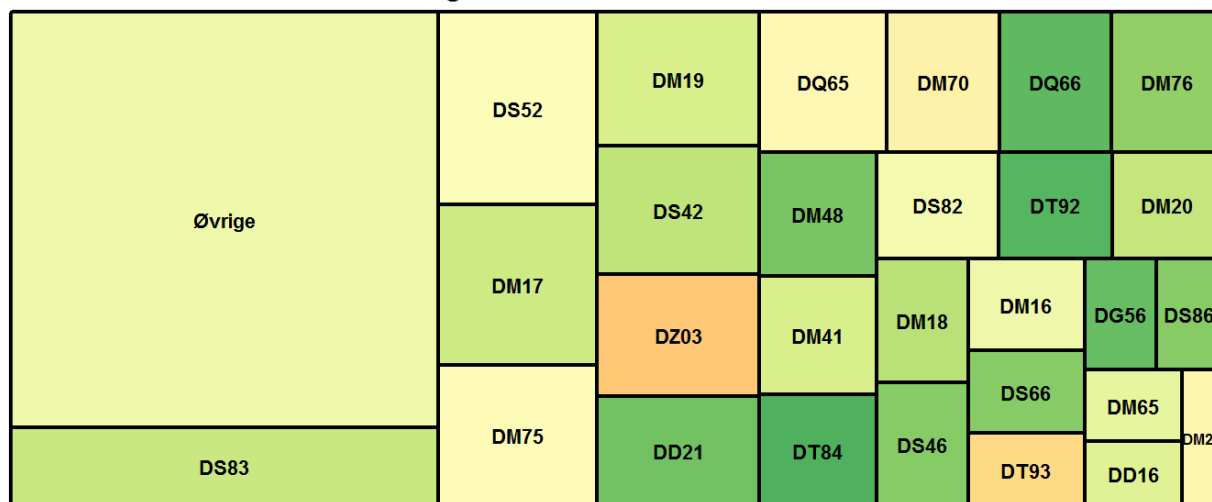 Øvrige
DS83
DS52
DM17
DM75
DM19
DS42
DZ03
DD21
DQ65
DM70
DQ66
DM76
DM48
DS82
DT92
DM20
DM41
DT84
DM18
DS46
DM16
DS66
DT93
DG56
DS86
DM65
DD16